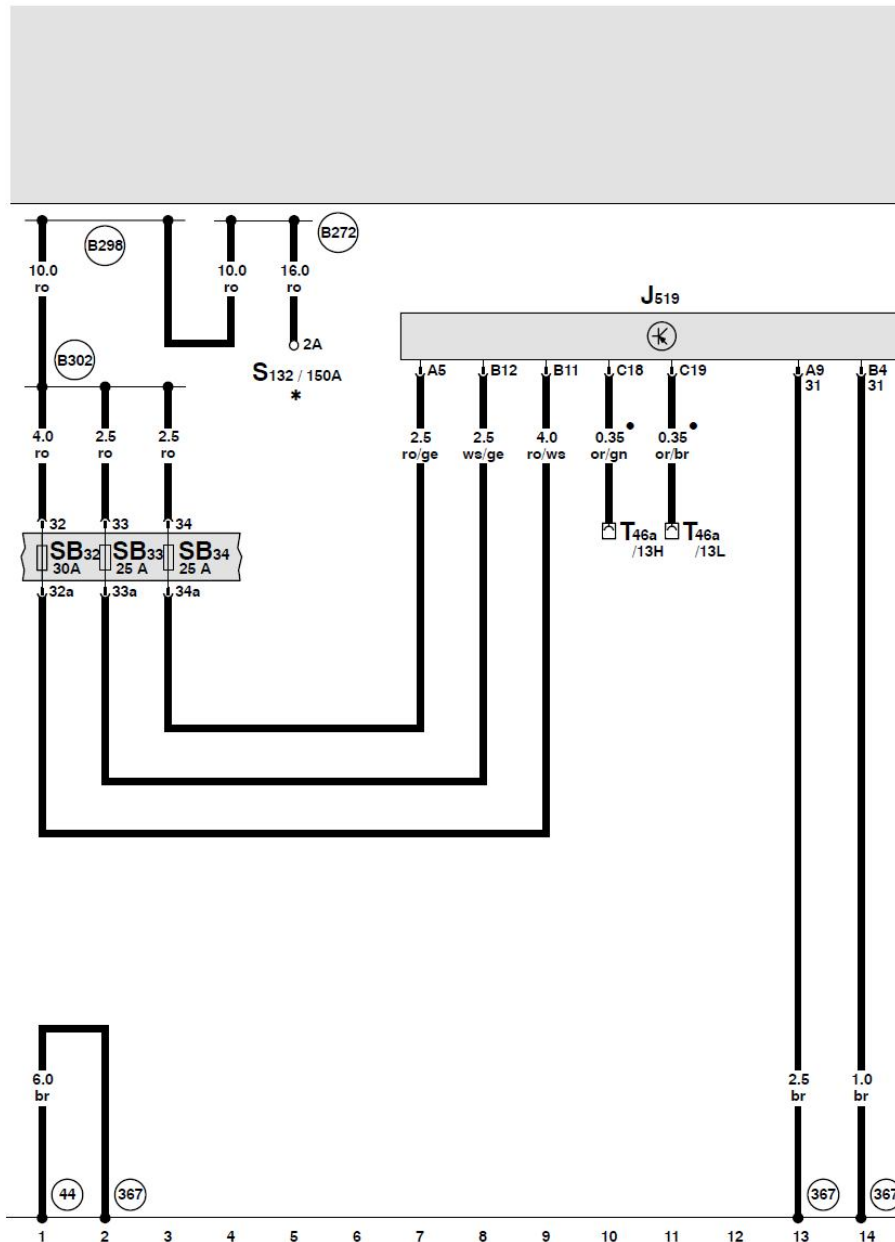 B298
B272
10.0
ro
10.0
ro
16.0
ro
2A
S132 / 150A
*
B302
J519
A5
B12
B11
C18
C19
A9
31
B4
31
4.0
ro
2.5
ro
2.5
ro
2.5
ro/ge
2.5
ws/ge
4.0
ro/ws
0.35
or/gn
0.35
or/br
T46a
/13H
T46a
/13L
32
33
34
SB32
30A
SB33
25 A
SB34
25 A
32a
33a
34a
6.0
br
2.5
br
1.0
br
44
367
367
367
1 2 3 4 5 6 7 8 9 10 11 12 13 14